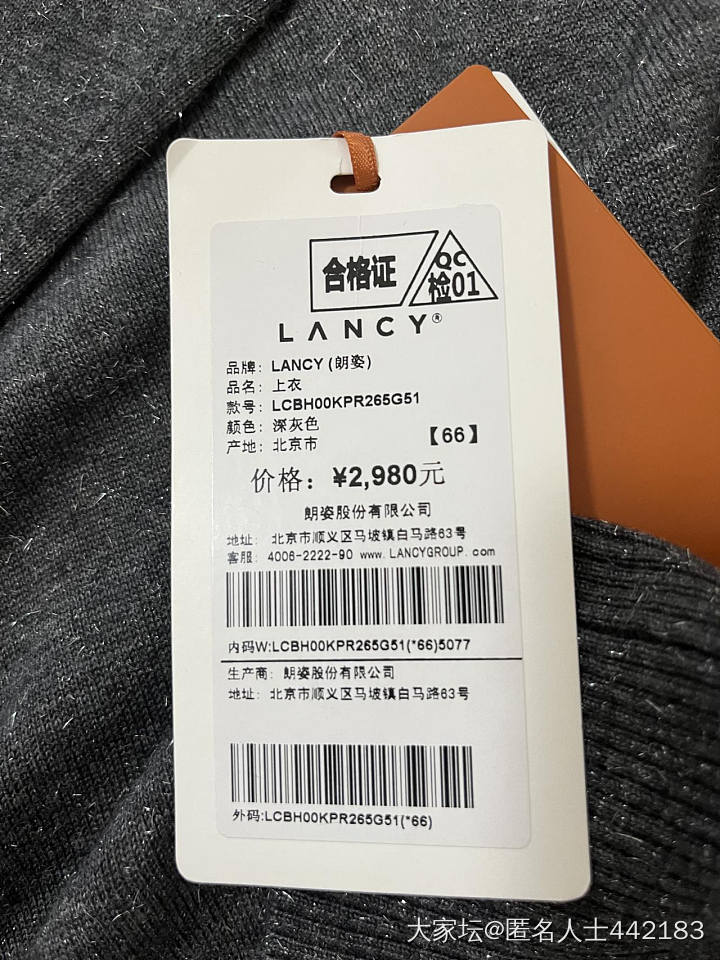 合格证
QC
检01
LANCY®
品牌：LANCY (朗姿)
品名：上衣
款号：LCBH00KPR265G51
颜色：深灰色
产地：北京市
【66】
价格：¥2,980元
朗姿股份有限公司
地址：北京市顺义区马坡镇白马路63号
客服：4006-2222-90 www.LANCYGROUP.com
内码W:LCBH00KPR265G51(*66)5077
生产商：朗姿股份有限公司
地址：北京市顺义区马坡镇白马路63号
外码:LCBH00KPR265G51(*66)
大家坛@匿名人士442183